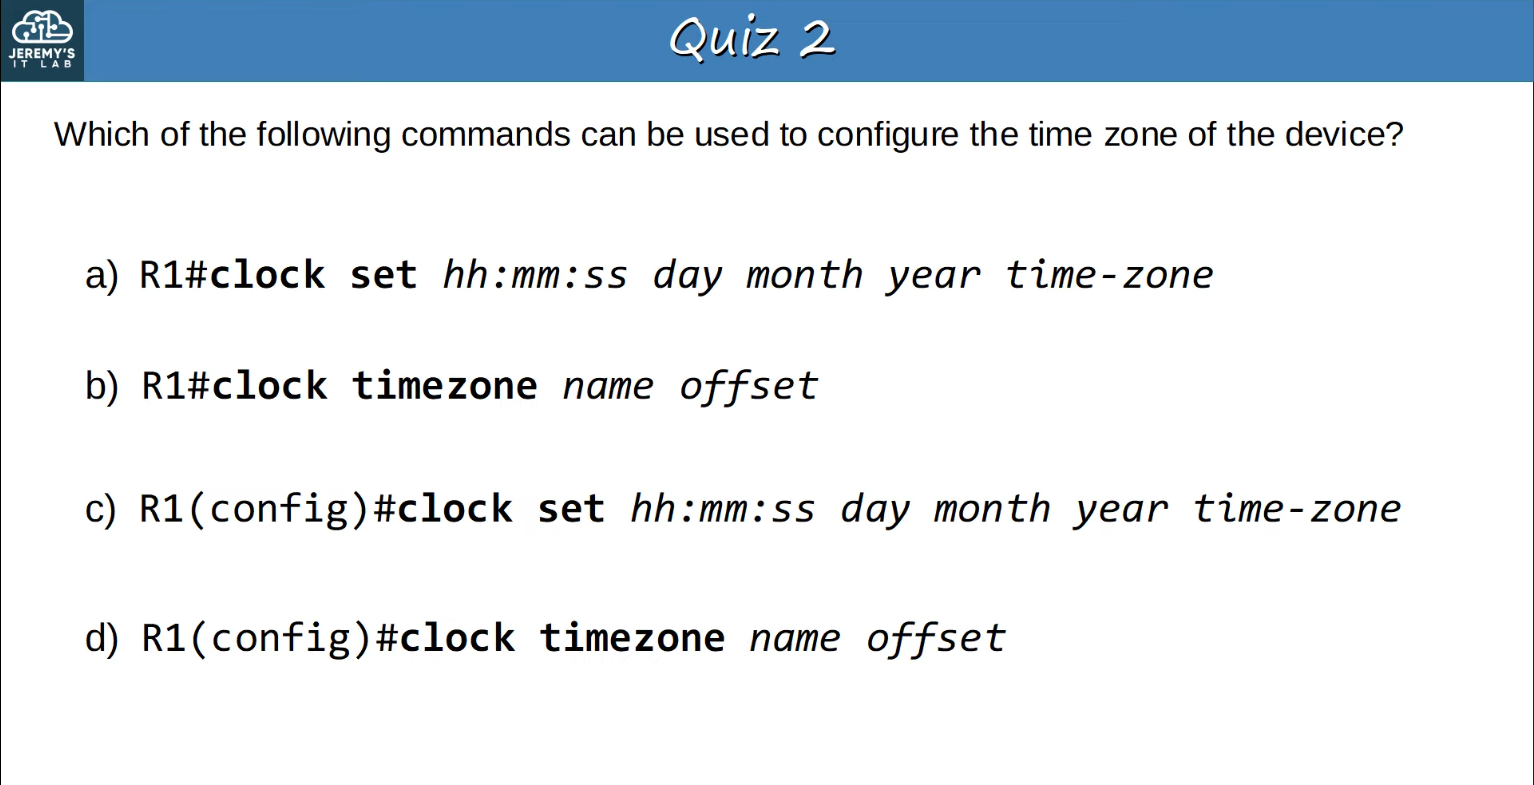 JEREMY'S
IT LAB
Quiz 2
Which of the following commands can be used to configure the time zone of the device?
a) R1#clock set hh:mm:ss day month year time-zone
b) R1#clock timezone name offset
c) R1(config)#clock set hh:mm:ss day month year time-zone
d) R1(config)#clock timezone name offset